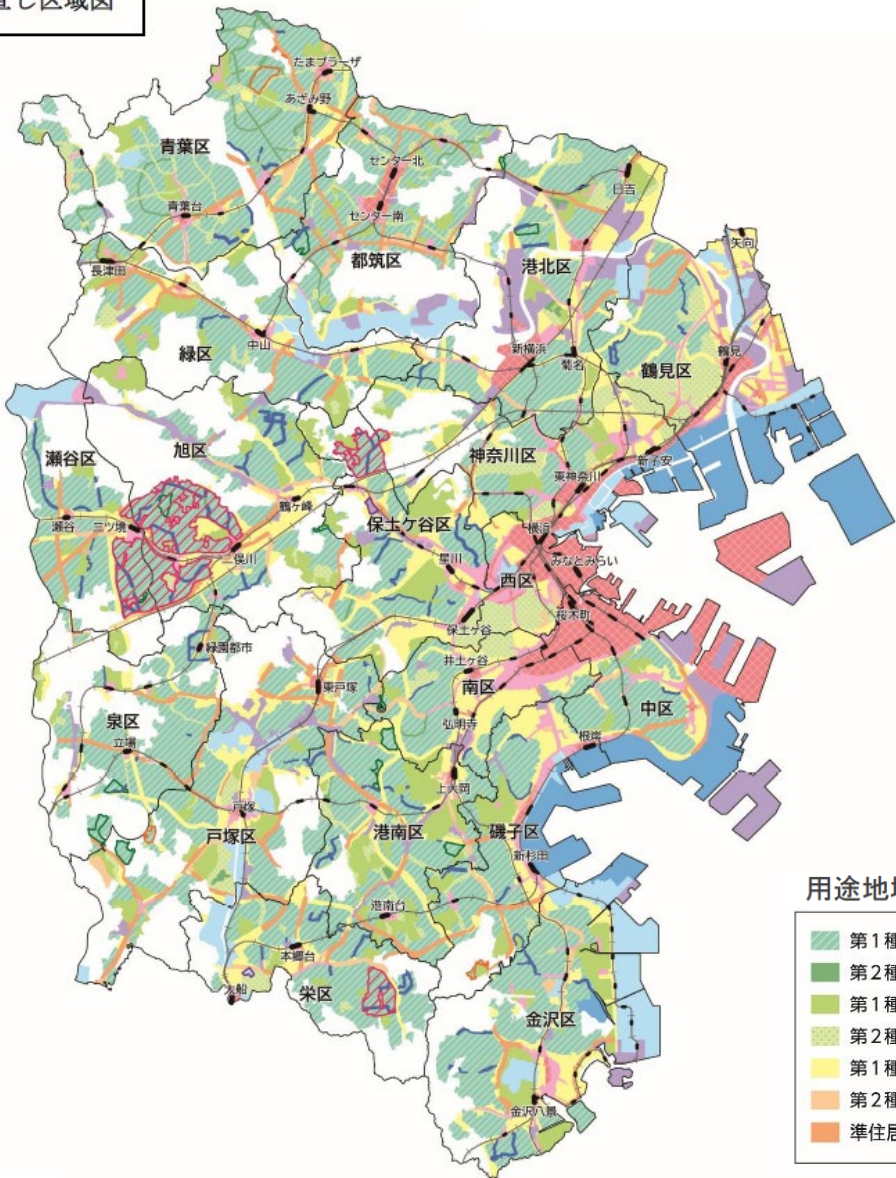 直し区域図
たまプラーザ
あざみ野
青葉区
センター北
日吉
青葉台
センター南
矢向
都筑区
港北区
長津田
中山
新横浜
菊名
鶴見
緑区
鶴見区
瀬谷区
旭区
神奈川区
新子安
東神奈川
鶴ケ峰
瀬谷
三ツ境
保土ケ谷区
横浜
二俣川
星川
みなとみらい
西区
桜木町
保土ケ谷
緑園都市
井土ケ谷
東戸塚
南区
中区
泉区
弘明寺
立場
根岸
上大岡
戸塚
戸塚区
港南区
磯子区
新杉田
用途地
港南台
第1種
本郷台
第2種
大船
栄区
第1種
金沢区
第2種
第1種
第2種
金沢八景
準住居